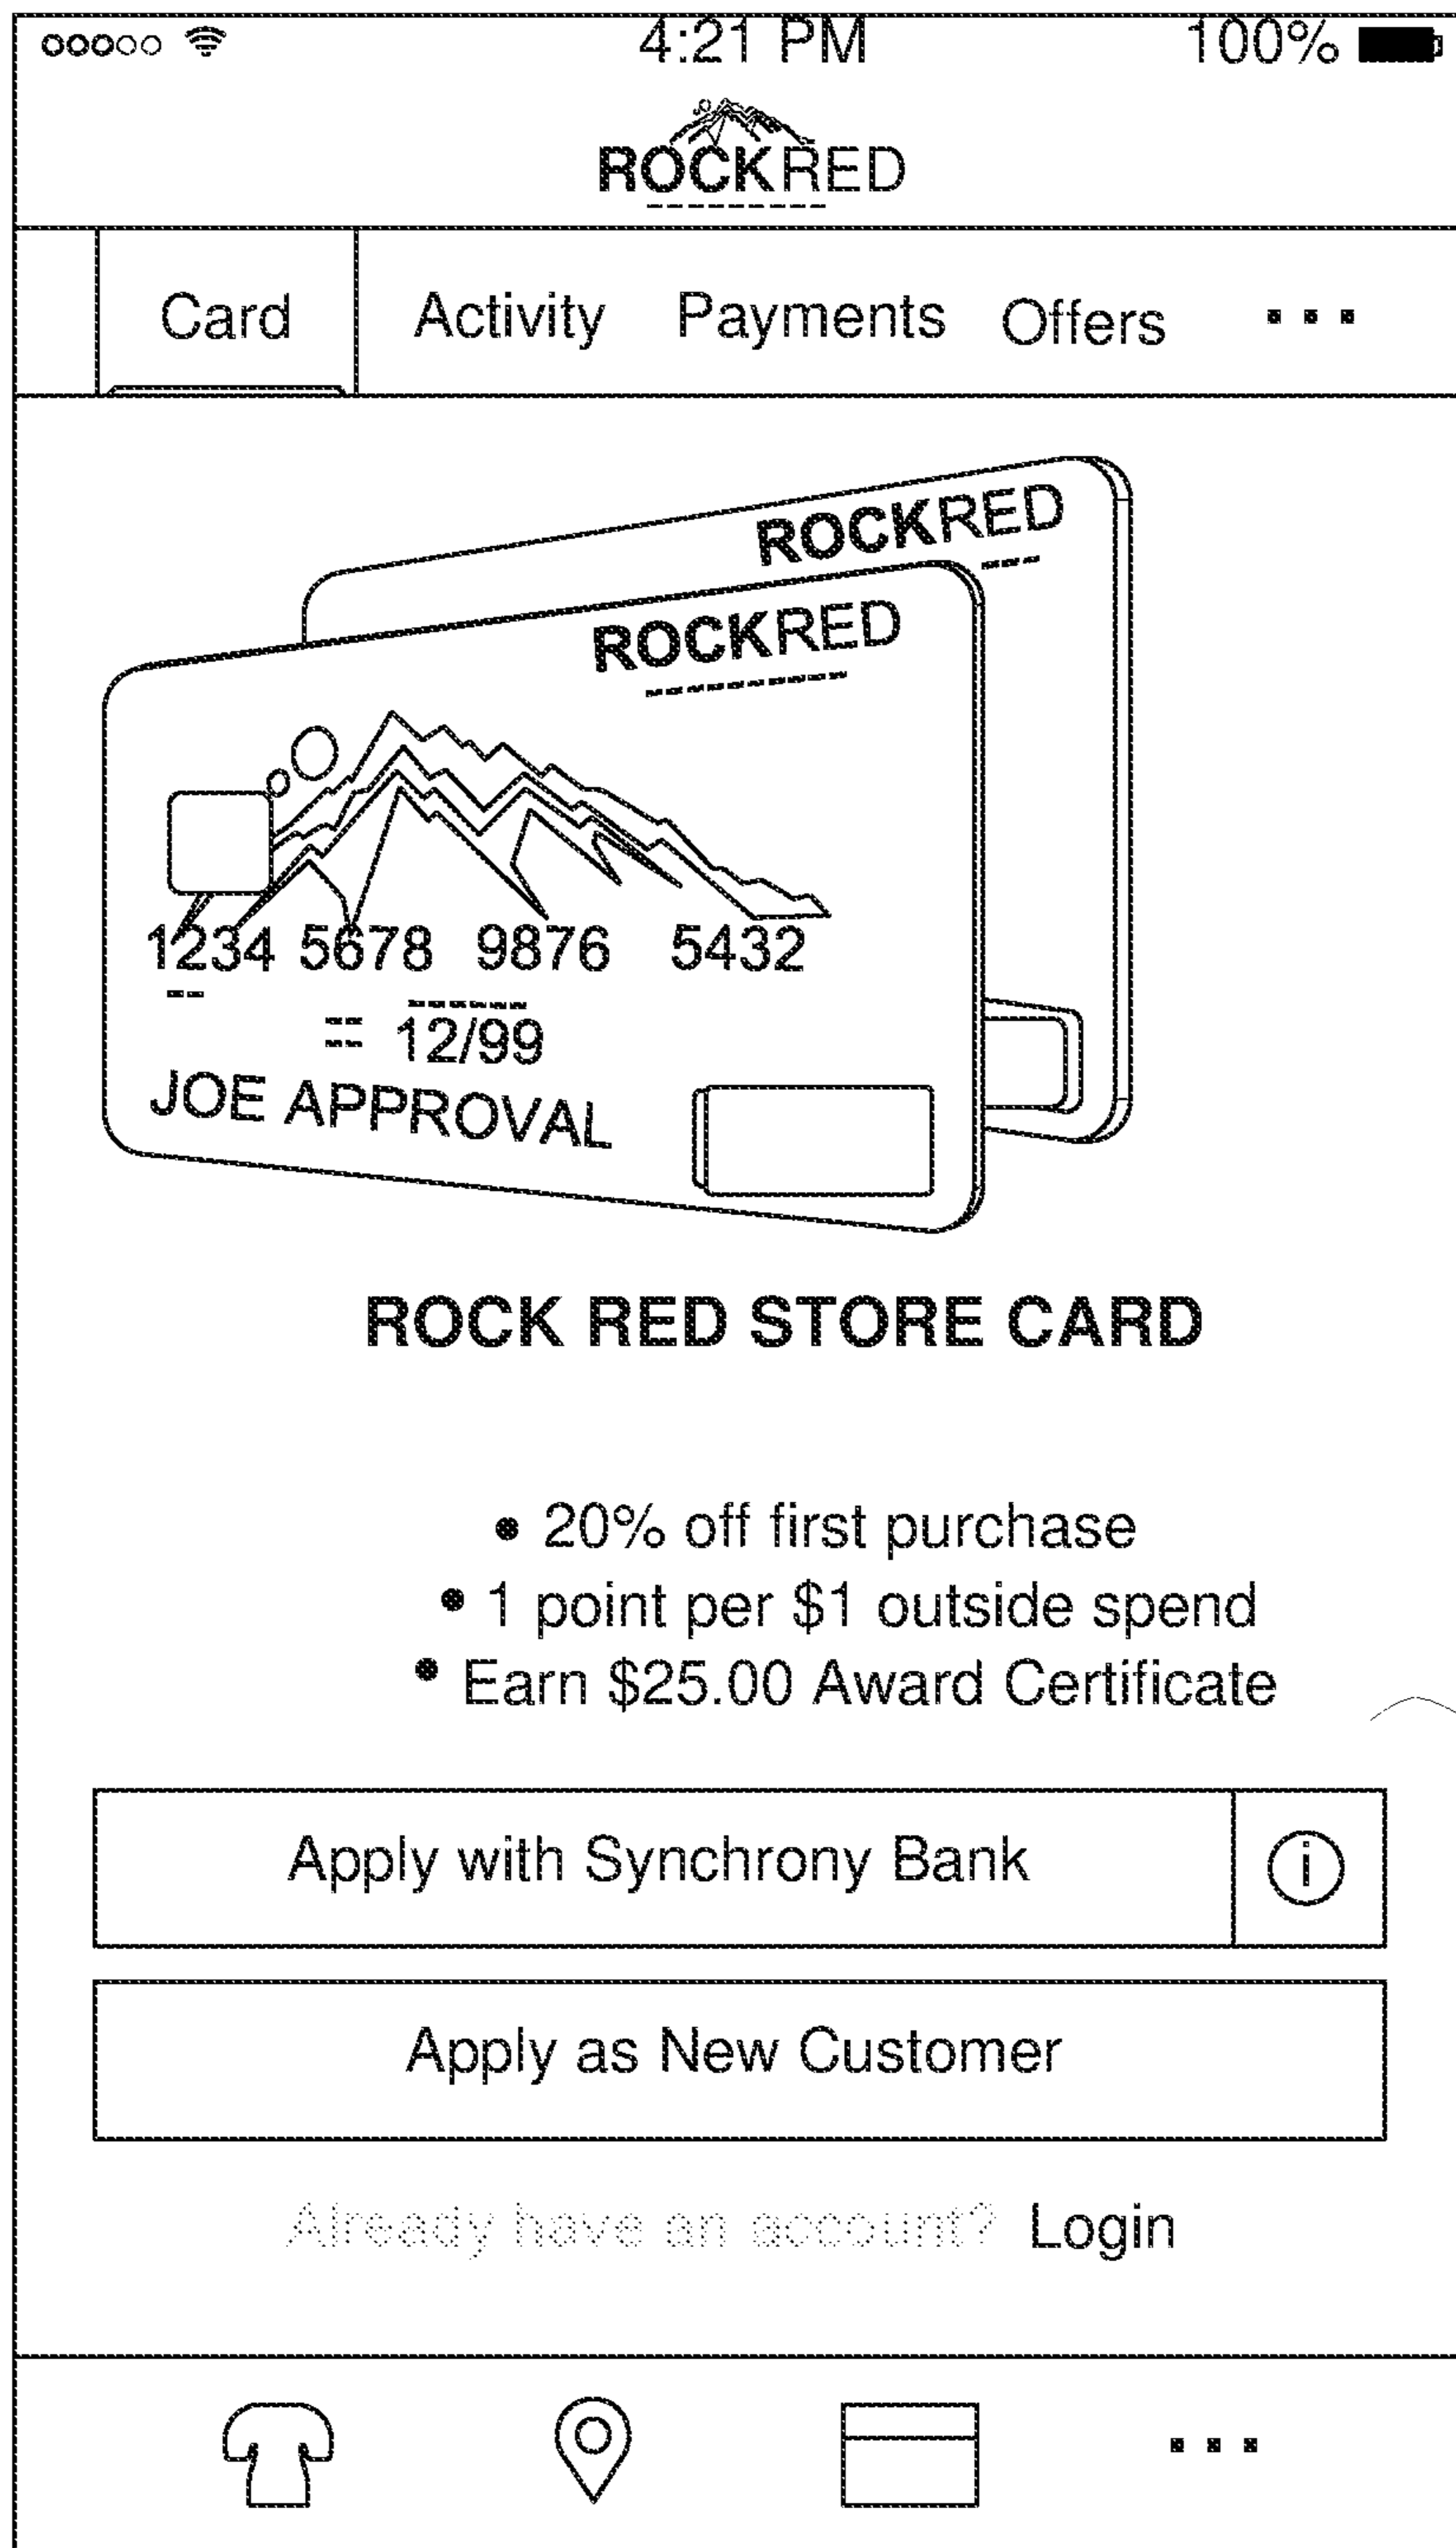 4:21 PM 100%
ROCKRED
Card Activity Payments Offers ...
ROCKRED
ROCKRED
1234 5678 9876 5432
12/99
JOE APPROVAL
ROCK RED STORE CARD
• 20% off first purchase
• 1 point per $1 outside spend
• Earn $25.00 Award Certificate
Apply with Synchrony Bank i
Apply as New Customer
Already have an account? Login
...